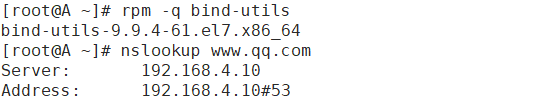 [root@A ~]# rpm -q bind-utils
bind-utils-9.9.4-61.el7.x86_64
[root@A ~]# nslookup www.qq.com
Server:        192.168.4.10
Address:       192.168.4.10#53